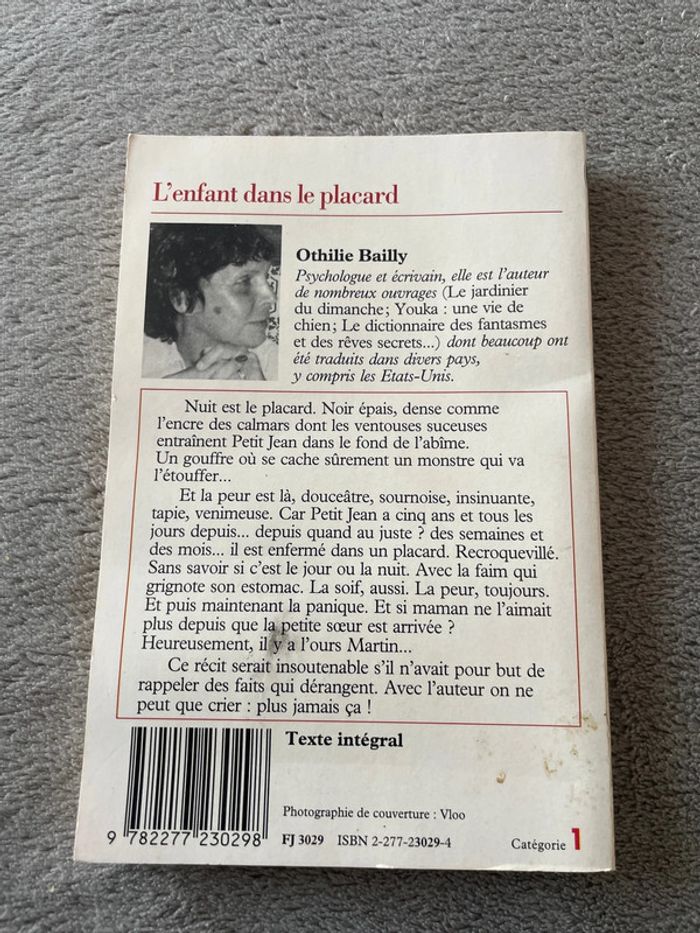 L'enfant dans le placard
Othilie Bailly
Psychologue et écrivain, elle est l'auteur
de nombreux ouvrages (Le jardinier
du dimanche; Youka : une vie de
chien; Le dictionnaire des fantasmes
et des rêves secrets...) dont beaucoup ont
été traduits dans divers pays,
y compris les Etats-Unis.
Nuit est le placard. Noir épais, dense comme
l'encre des calmars dont les ventouses suceuses
entraînent Petit Jean dans le fond de l'abîme.
Un gouffre où se cache sûrement un monstre qui va
l'étouffer...
Et la peur est là, douceâtre, sournoise, insinuante,
tapie, venimeuse. Car Petit Jean a cinq ans et tous les
jours depuis... depuis quand au juste ? des semaines et
des mois... il est enfermé dans un placard. Recroquevillé.
Sans savoir si c'est le jour ou la nuit. Avec la faim qui
grignote son estomac. La soif, aussi. La peur, toujours.
Et puis maintenant la panique. Et si maman ne l'aimait
plus depuis que la petite sœur est arrivée ?
Heureusement, il y a l'ours Martin...
Ce récit serait insoutenable s'il n'avait pour but de
rappeler des faits qui dérangent. Avec l'auteur on ne
peut que crier : plus jamais ça !
Texte intégral
Photographie de couverture : Vloo
9 782277 230298
FJ 3029 ISBN 2-277-23029-4
Catégorie 1